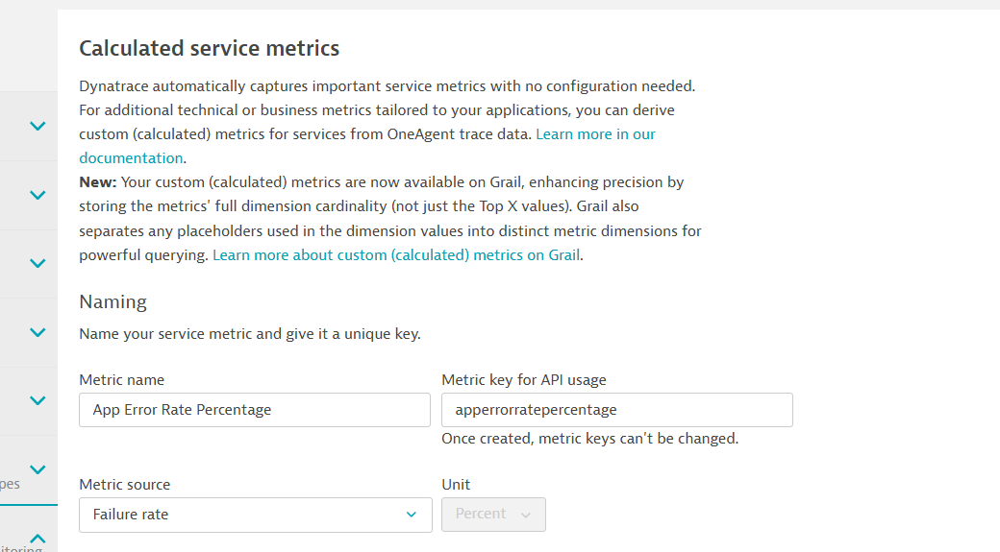 Calculated service metrics
Dynatrace automatically captures important service metrics with no configuration needed.
For additional technical or business metrics tailored to your applications, you can derive
custom (calculated) metrics for services from OneAgent trace data. Learn more in our
documentation.
New: Your custom (calculated) metrics are now available on Grail, enhancing precision by
storing the metrics' full dimension cardinality (not just the Top X values). Grail also
separates any placeholders used in the dimension values into distinct metric dimensions for
powerful querying. Learn more about custom (calculated) metrics on Grail.
Naming
Name your service metric and give it a unique key.
Metric name
App Error Rate Percentage
Metric key for API usage
apperrorratepercentage
Once created, metric keys can't be changed.
pes
Metric source
Failure rate
Unit
Percent